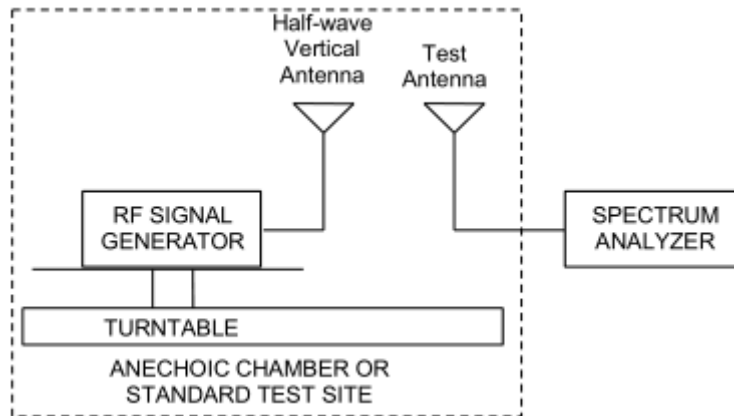 Half-wave
Vertical
Antenna
Test
Antenna
RF SIGNAL
GENERATOR
SPECTRUM
ANALYZER
TURNTABLE
ANECHOIC CHAMBER OR
STANDARD TEST SITE